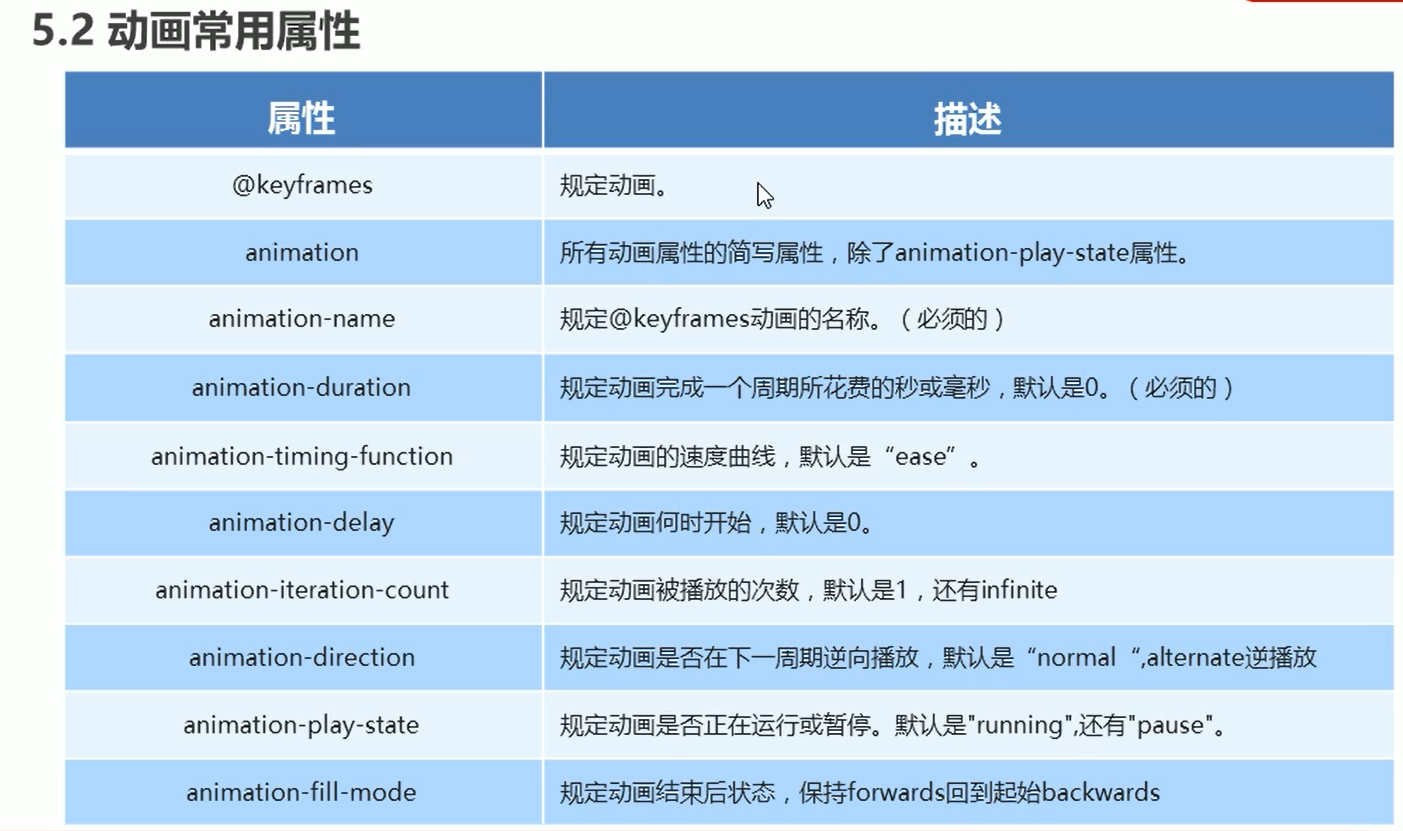 5.2 动画常用属性
属性 描述
@keyframes 规定动画。
animation 所有动画属性的简写属性，除了animation-play-state属性。
animation-name 规定@keyframes动画的名称。（必须的）
animation-duration 规定动画完成一个周期所花费的秒或毫秒，默认是0。（必须的）
animation-timing-function 规定动画的速度曲线，默认是“ease”。
animation-delay 规定动画何时开始，默认是0。
animation-iteration-count 规定动画被播放的次数，默认是1，还有infinite
animation-direction 规定动画是否在下一周期逆向播放，默认是“normal “,alternate逆播放
animation-play-state 规定动画是否正在运行或暂停。默认是"running",还有"pause"。
animation-fill-mode 规定动画结束后状态，保持forwards回到起始backwards